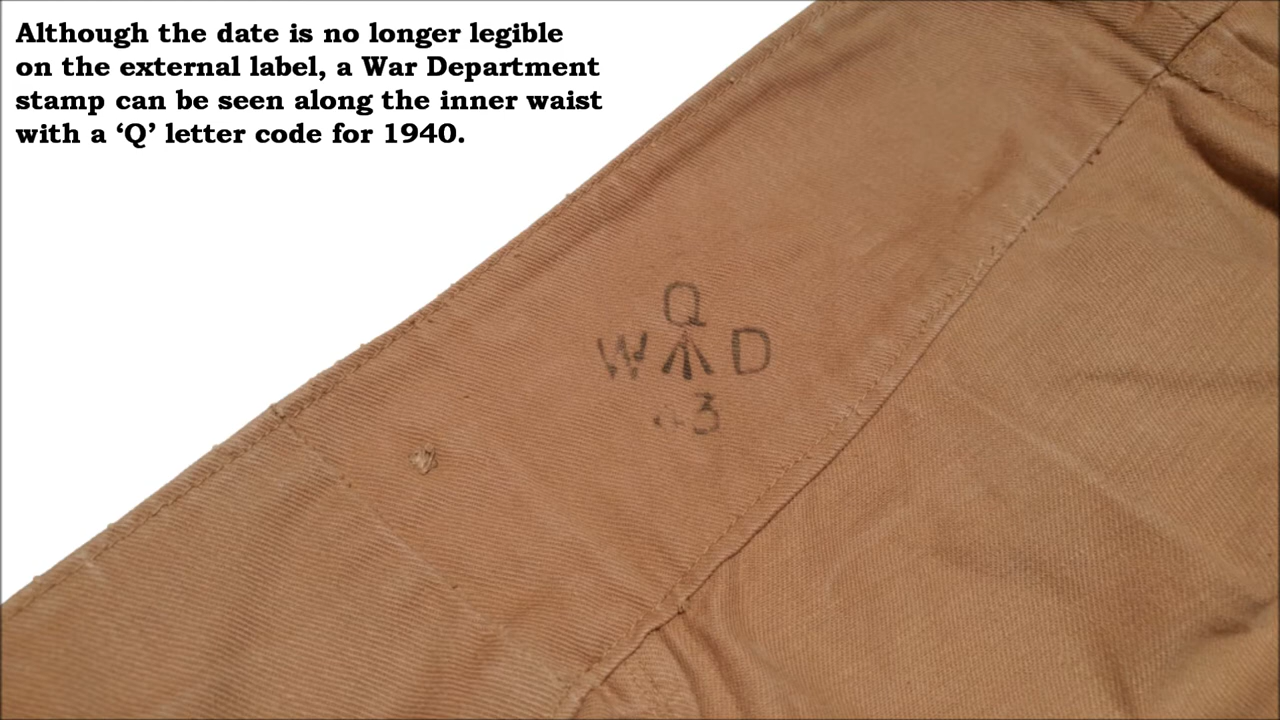 Although the date is no longer legible
on the external label, a War Department
stamp can be seen along the inner waist
with a ‘Q’ letter code for 1940.
Q
W D
3